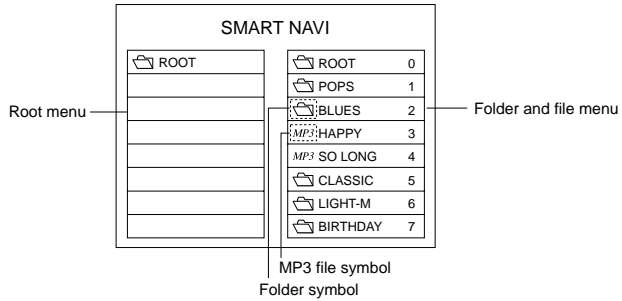 SMART NAVI
ROOT
ROOT 0
POPS 1
BLUES 2
MP3 HAPPY 3
MP3 SO LONG 4
CLASSIC 5
LIGHT-M 6
BIRTHDAY 7
Root menu
Folder and file menu
MP3 file symbol
Folder symbol